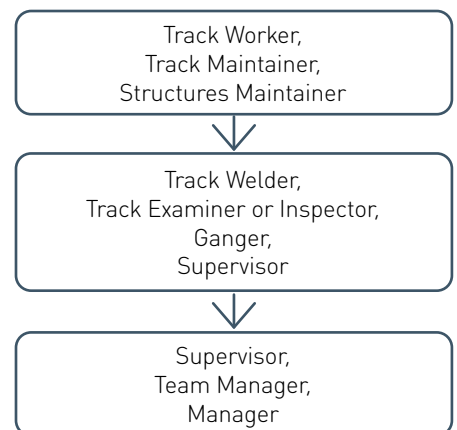 Track Worker,
Track Maintainer,
Structures Maintainer
Track Welder,
Track Examiner or Inspector,
Ganger,
Supervisor
Supervisor,
Team Manager,
Manager